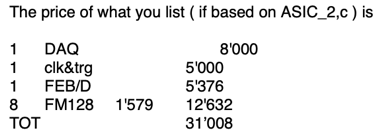 The price of what you list ( if based on ASIC_2,c ) is
1 DAQ 8'000
1 clk&trg 5'000
1 FEB/D 5'376
8 FM128 1'579 12'632
TOT 31'008